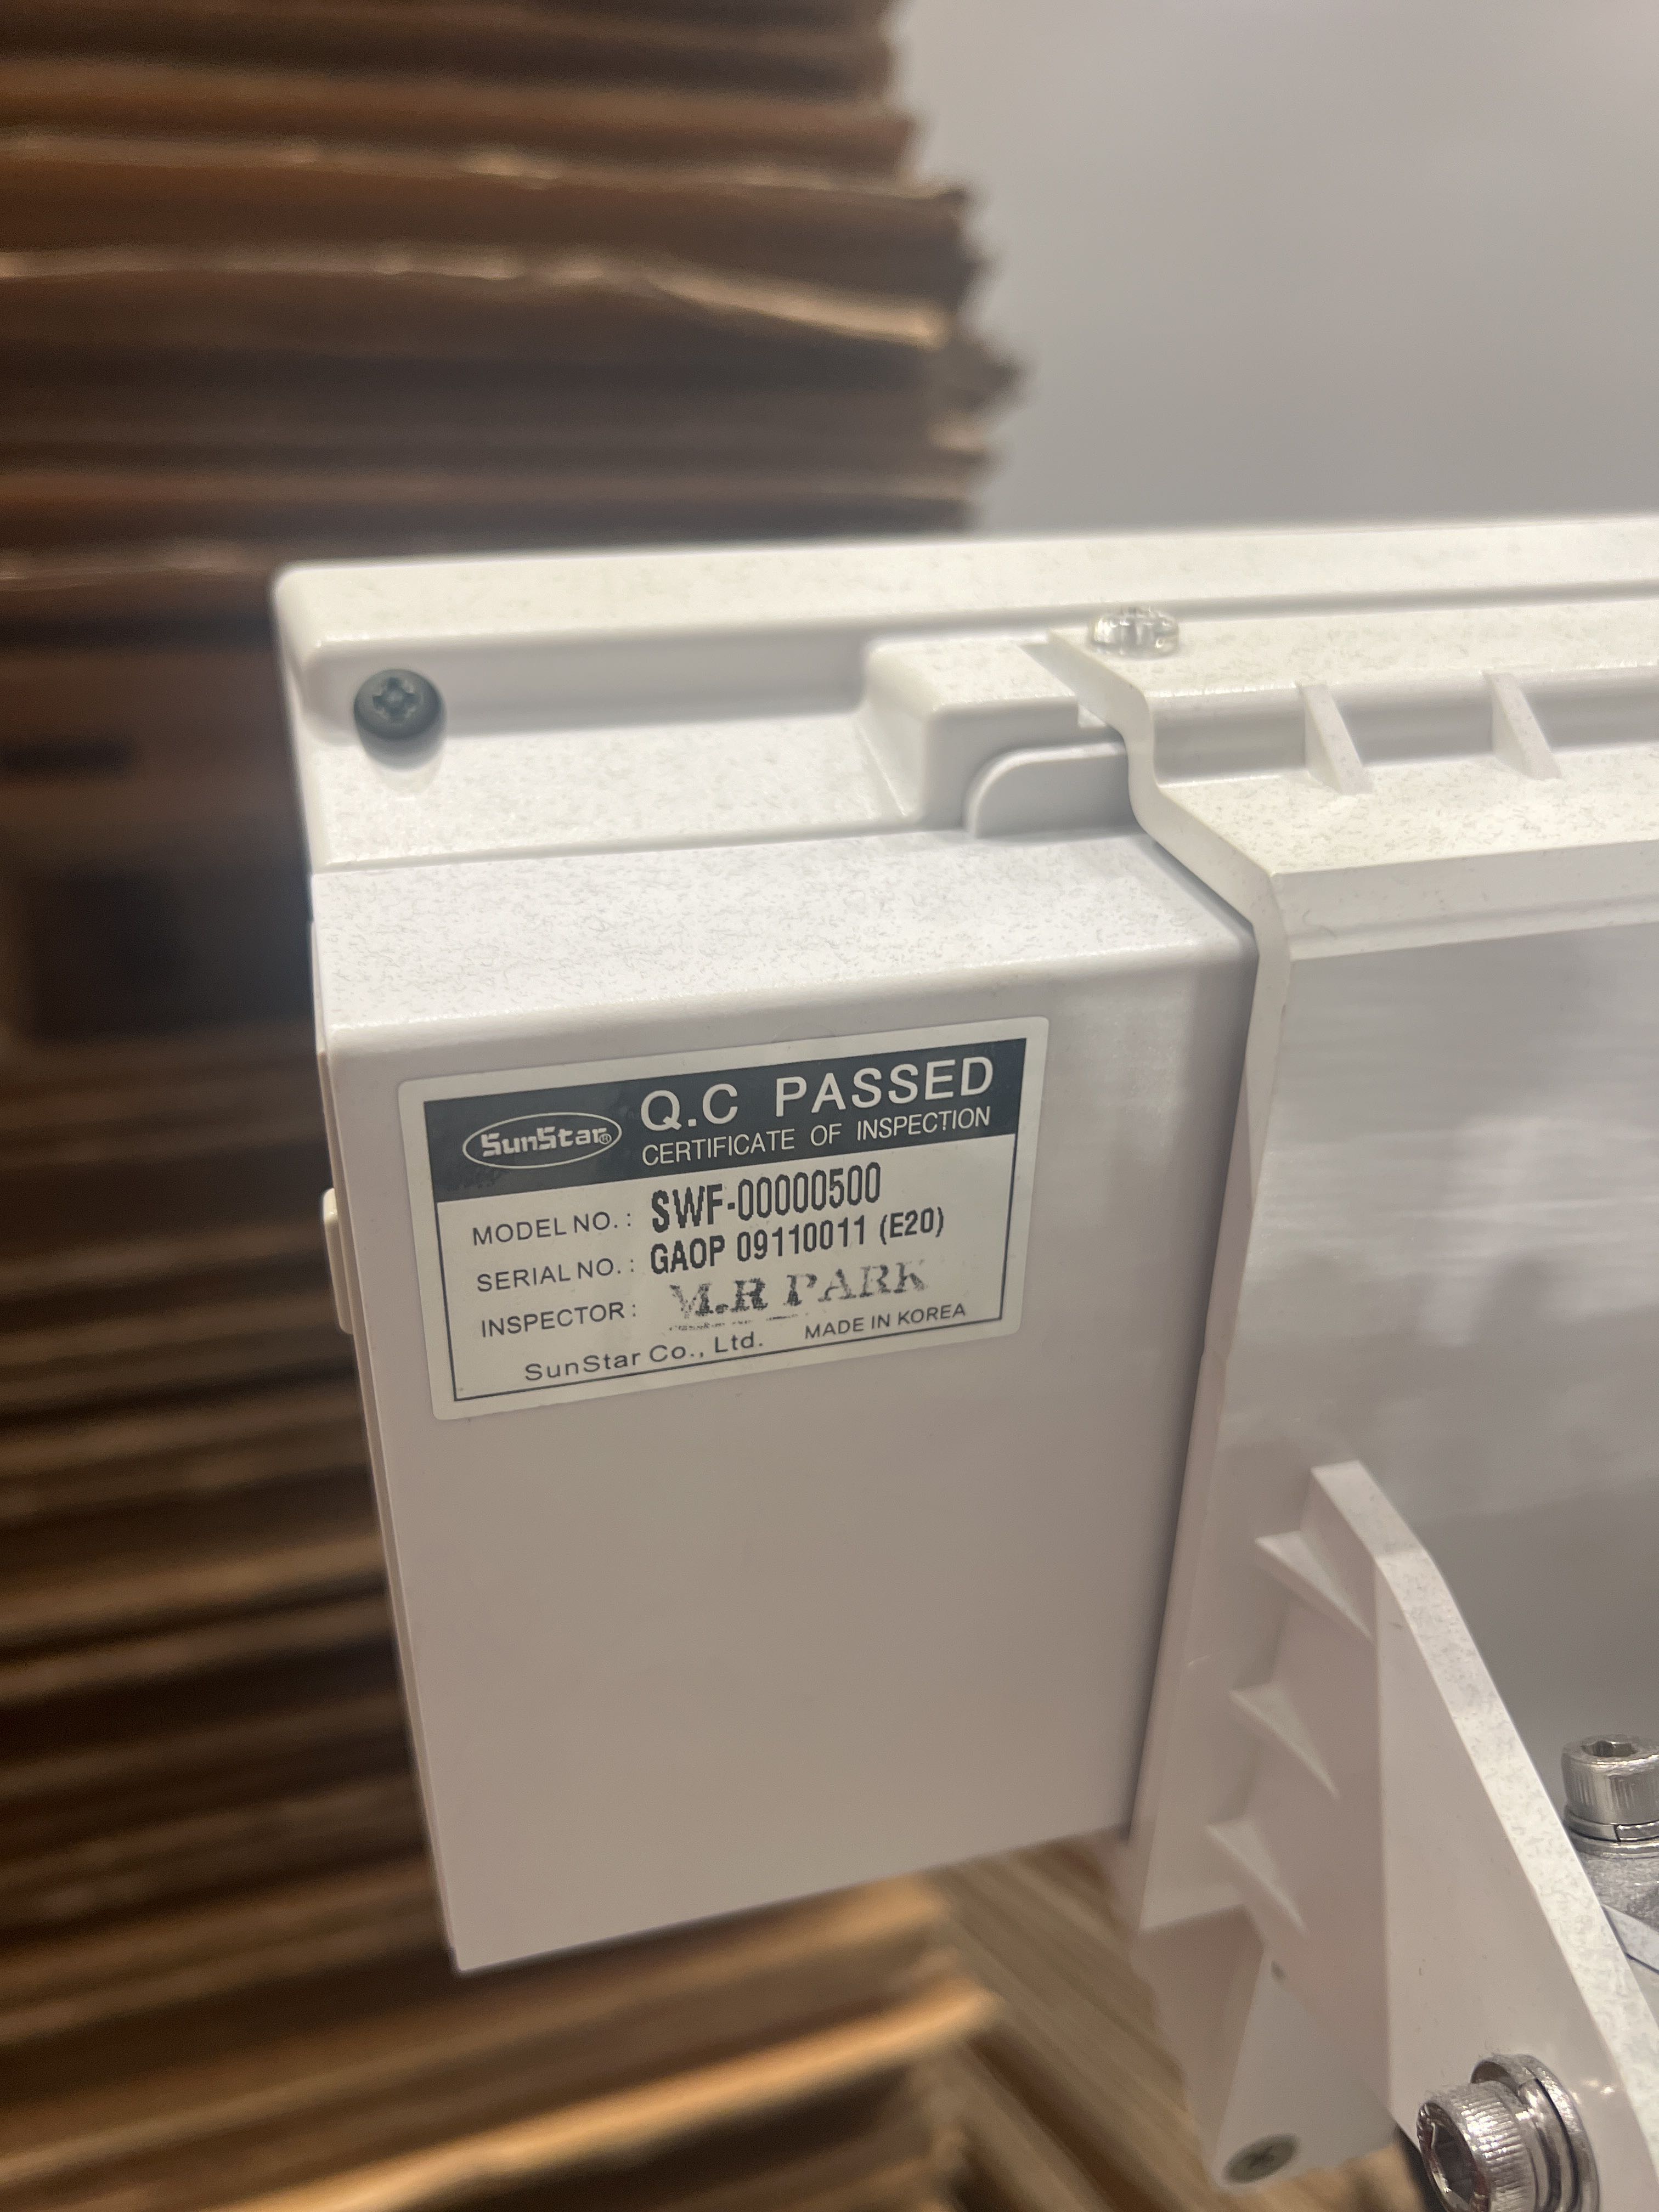 SunStar® Q.C PASSED
CERTIFICATE OF INSPECTION
MODEL NO. : SWF-00000500
SERIAL NO. : GAOP 09110011 (E20)
INSPECTOR : M.R PARK
SunStar Co., Ltd. MADE IN KOREA